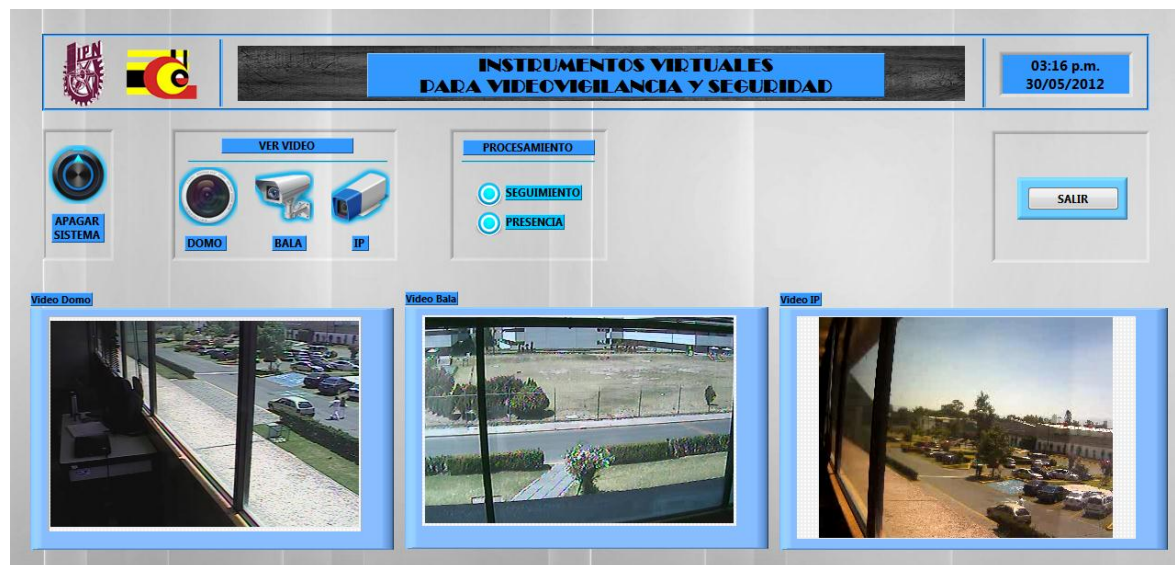 IPN
INSTRUMENTOS VIRTUALES
PARA VIDEOVIGILANCIA Y SEGURIDAD
03:16 p.m.
30/05/2012
APAGAR
SISTEMA
VER VIDEO
DOMO
BALA
IP
PROCESAMIENTO
SEGUIMIENTO
PRESENCIA
SALIR
Video Domo
Video Bala
Video IP